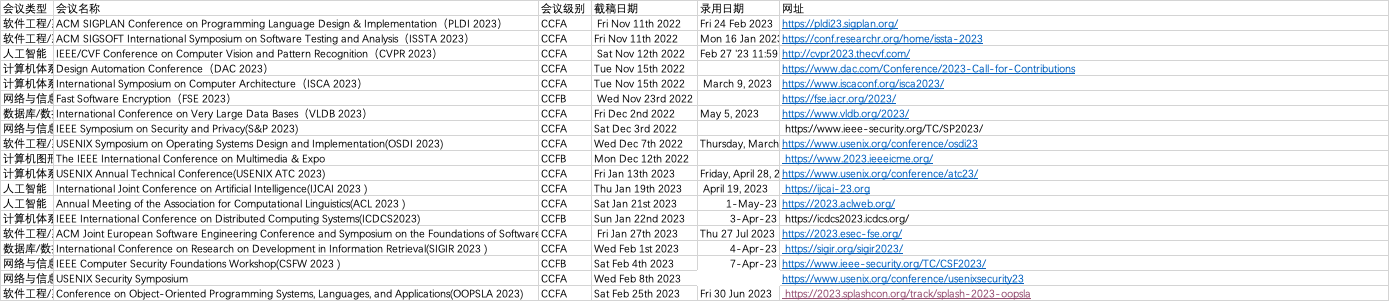 会议类型 会议名称 会议级别 截稿日期 录用日期 网址
软件工程/ ACM SIGPLAN Conference on Programming Language Design & Implementation（PLDI 2023） CCFA Fri Nov 11th 2022 Fri 24 Feb 2023 https://pldi23.sigplan.org/
软件工程/ ACM SIGSOFT International Symposium on Software Testing and Analysis（ISSTA 2023） CCFA Fri Nov 11th 2022 Mon 16 Jan 202 https://conf.researchr.org/home/issta-2023
人工智能 IEEE/CVF Conference on Computer Vision and Pattern Recognition（CVPR 2023） CCFA Sat Nov 12th 2022 Feb 27 '23 11:59 http://cvpr2023.thecvf.com/
计算机体 Design Automation Conference（DAC 2023） CCFA Tue Nov 15th 2022 https://www.dac.com/Conference/2023-Call-for-Contributions
计算机体 International Symposium on Computer Architecture（ISCA 2023） CCFA Tue Nov 15th 2022 March 9, 2023 https://www.iscaconf.org/isca2023/
网络与信 Fast Software Encryption（FSE 2023） CCFB Wed Nov 23rd 2022 https://fse.iacr.org/2023/
数据库/数 International Conference on Very Large Data Bases（VLDB 2023） CCFA Fri Dec 2nd 2022 May 5, 2023 https://www.vldb.org/2023/
网络与信 IEEE Symposium on Security and Privacy(S&P 2023) CCFA Sat Dec 3rd 2022 https://www.ieee-security.org/TC/SP2023/
软件工程/ USENIX Symposium on Operating Systems Design and Implementation(OSDI 2023) CCFA Wed Dec 7th 2022 Thursday, March https://www.usenix.org/conference/osdi23
计算机图 The IEEE International Conference on Multimedia & Expo CCFB Mon Dec 12th 2022 https://www.2023.ieeeicme.org/
计算机体 USENIX Annual Technical Conference(USENIX ATC 2023) CCFA Fri Jan 13th 2023 Friday, April 28, 2 https://www.usenix.org/conference/atc23/
人工智能 International Joint Conference on Artificial Intelligence(IJCAI 2023 ) CCFA Thu Jan 19th 2023 April 19, 2023 https://ijcai-23.org
人工智能 Annual Meeting of the Association for Computational Linguistics(ACL 2023 ) CCFA Sat Jan 21st 2023 1-May-23 https://2023.aclweb.org/
计算机体 IEEE International Conference on Distributed Computing Systems(ICDCS2023) CCFB Sun Jan 22nd 2023 3-Apr-23 https://icdcs2023.icdcs.org/
软件工程/ ACM Joint European Software Engineering Conference and Symposium on the Foundations of Software CCFA Fri Jan 27th 2023 Thu 27 Jul 2023 https://2023.esec-fse.org/
数据库/数 International Conference on Research on Development in Information Retrieval(SIGIR 2023 ) CCFA Wed Feb 1st 2023 4-Apr-23 https://sigir.org/sigir2023/
网络与信 IEEE Computer Security Foundations Workshop(CSFW 2023 ) CCFB Sat Feb 4th 2023 7-Apr-23 https://www.ieee-security.org/TC/CSF2023/
网络与信 USENIX Security Symposium CCFA Wed Feb 8th 2023 https://www.usenix.org/conference/usenixsecurity23
软件工程/ Conference on Object-Oriented Programming Systems, Languages, and Applications(OOPSLA 2023) CCFA Sat Feb 25th 2023 Fri 30 Jun 2023 https://2023.splashcon.org/track/splash-2023-oopsla